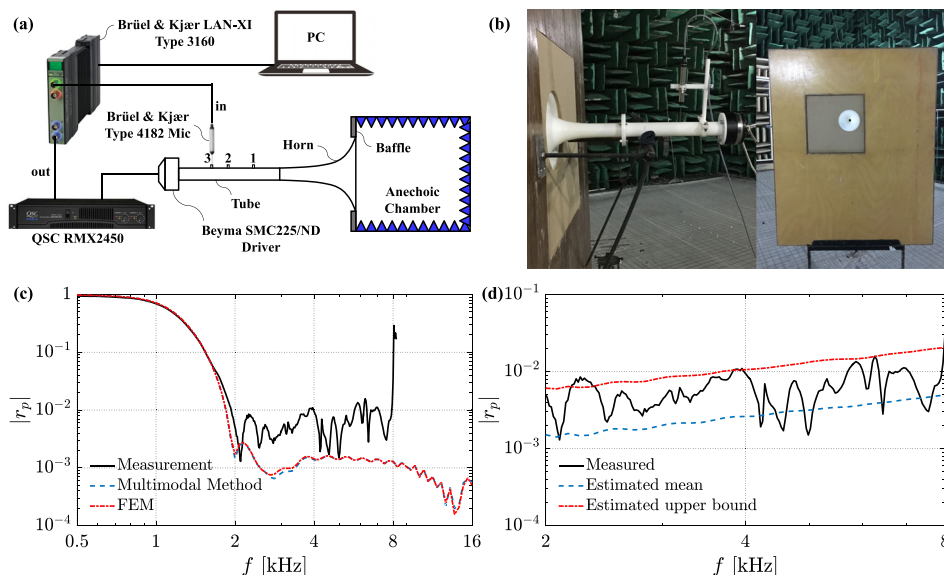 (a)
Brüel & Kjær LAN-XI
Type 3160
PC
in
Brüel & Kjær
Type 4182 Mic
3 2 1
Horn
Baffle
out
Tube
Anechoic
Chamber
QSC RMX2450
Beyma SMC225/ND
Driver
(b)
(c)
1
10⁻¹
10⁻²
10⁻³
10⁻⁴
|rₚ|
Measurement
Multimodal Method
FEM
0.5 1 2 4 8 16
f [kHz]
(d)
10⁻¹
10⁻²
10⁻³
10⁻⁴
|rₚ|
Measured
Estimated mean
Estimated upper bound
2 4 8
f [kHz]